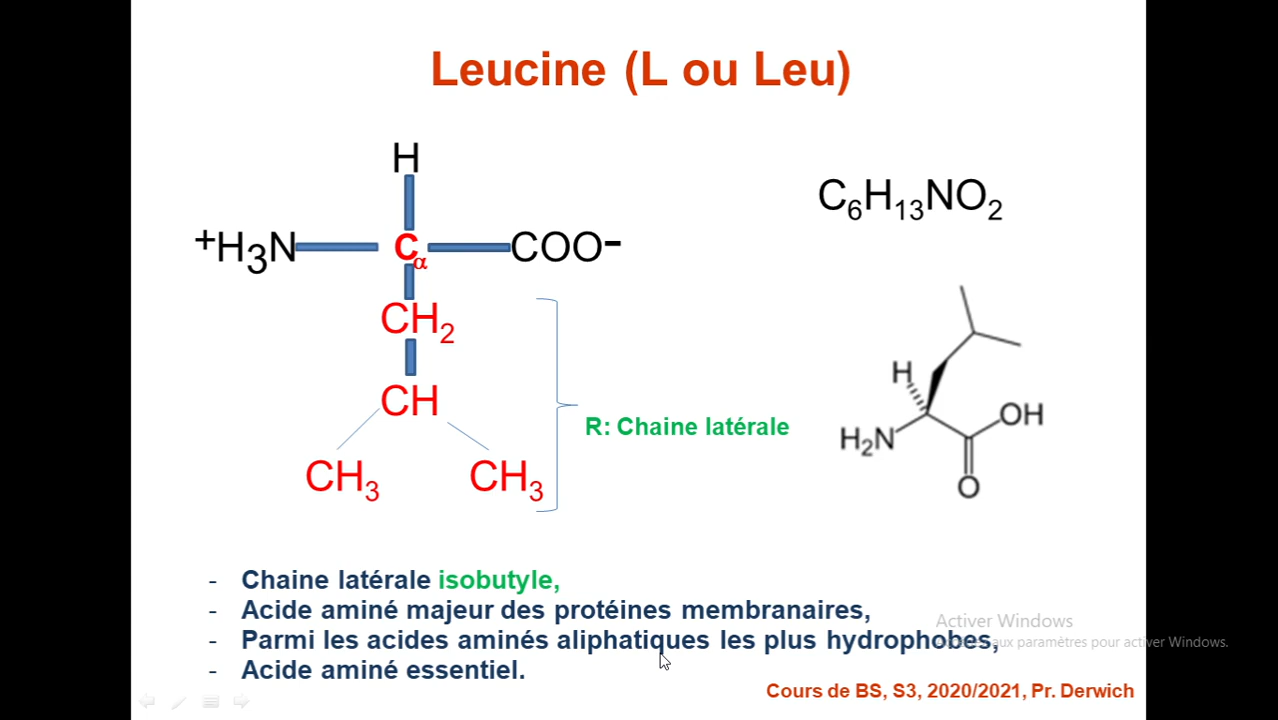 Leucine (L ou Leu)
H
C₆H₁₃NO₂
⁺H₃N
Cα
COO⁻
CH₂
CH
R: Chaine latérale
CH₃
CH₃
H
OH
H₂N
O
- Chaine latérale isobutyle,
- Acide aminé majeur des protéines membranaires,
- Parmi les acides aminés aliphatiques les plus hydrophobes,
- Acide aminé essentiel.
Activer Windows
aux paramètres pour activer Windows.
Cours de BS, S3, 2020/2021, Pr. Derwich